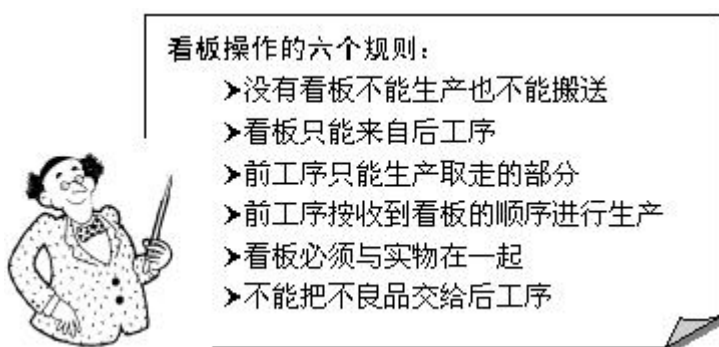 看板操作的六个规则：
➤没有看板不能生产也不能搬送
➤看板只能来自后工序
➤前工序只能生产取走的部分
➤前工序按收到看板的顺序进行生产
➤看板必须与实物在一起
➤不能把不良品交给后工序